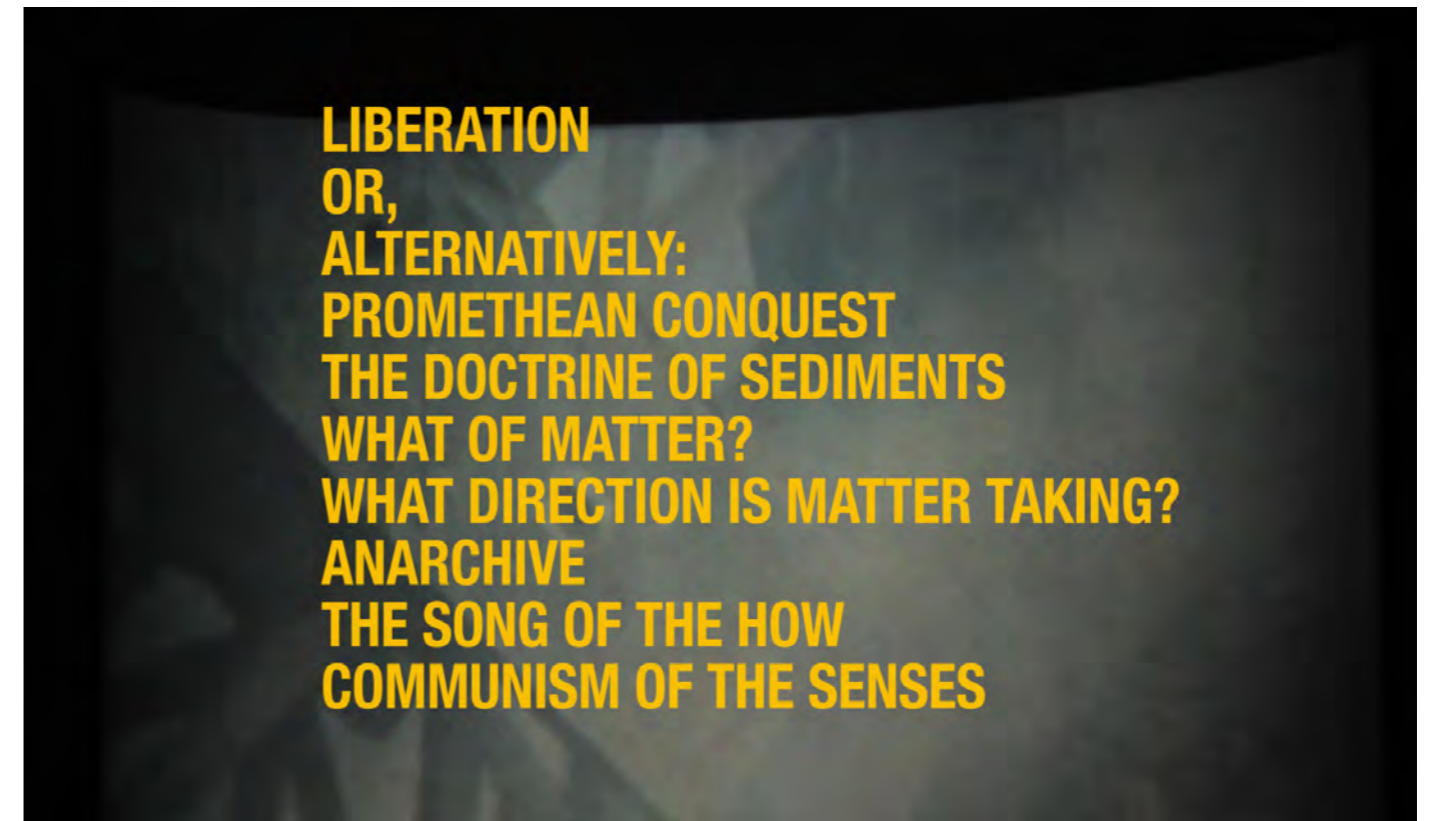 LIBERATION
OR,
ALTERNATIVELY:
PROMETHEAN CONQUEST
THE DOCTRINE OF SEDIMENTS
WHAT OF MATTER?
WHAT DIRECTION IS MATTER TAKING?
ANARCHIVE
THE SONG OF THE HOW
COMMUNISM OF THE SENSES